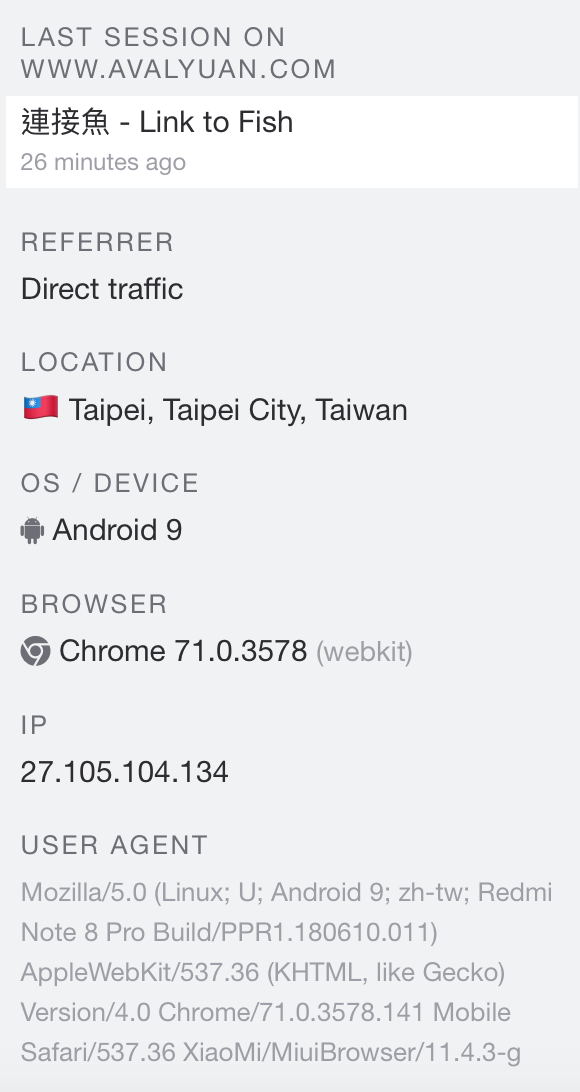 LAST SESSION ON
WWW.AVALYUAN.COM
連接魚 - Link to Fish
26 minutes ago
REFERRER
Direct traffic
LOCATION
Taipei, Taipei City, Taiwan
OS / DEVICE
Android 9
BROWSER
Chrome 71.0.3578 (webkit)
IP
27.105.104.134
USER AGENT
Mozilla/5.0 (Linux; U; Android 9; zh-tw; Redmi
Note 8 Pro Build/PPR1.180610.011)
AppleWebKit/537.36 (KHTML, like Gecko)
Version/4.0 Chrome/71.0.3578.141 Mobile
Safari/537.36 XiaoMi/MiuiBrowser/11.4.3-g